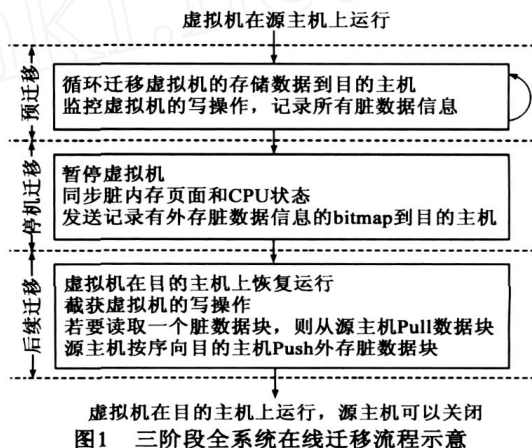 虚拟机在源主机上运行
预迁移
循环迁移虚拟机的存储数据到目的主机
监控虚拟机的写操作，记录所有脏数据信息
停机迁移
暂停虚拟机
同步脏内存页面和CPU状态
发送记录有外存脏数据信息的bitmap到目的主机
后续迁移
虚拟机在目的主机上恢复运行
截获虚拟机的写操作
若要读取一个脏数据块，则从源主机Pull数据块
源主机按序向目的主机Push外存脏数据块
虚拟机在目的主机上运行，源主机可以关闭
图1 三阶段全系统在线迁移流程示意